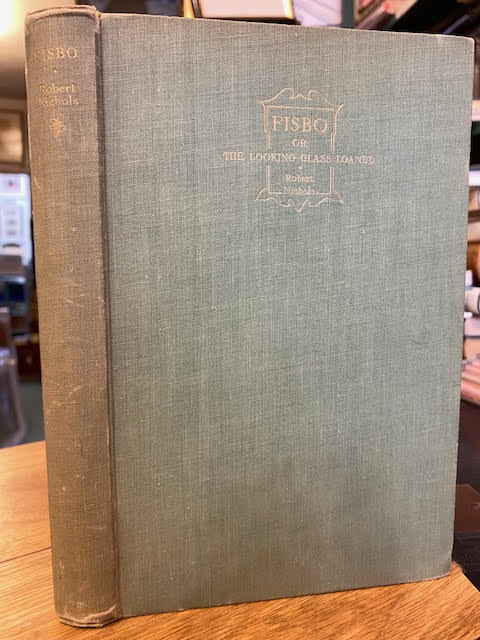 FISBO
Robert
Nichols
FISBO
OR
THE LOOKING-GLASS LOANED
Robert
Nichols